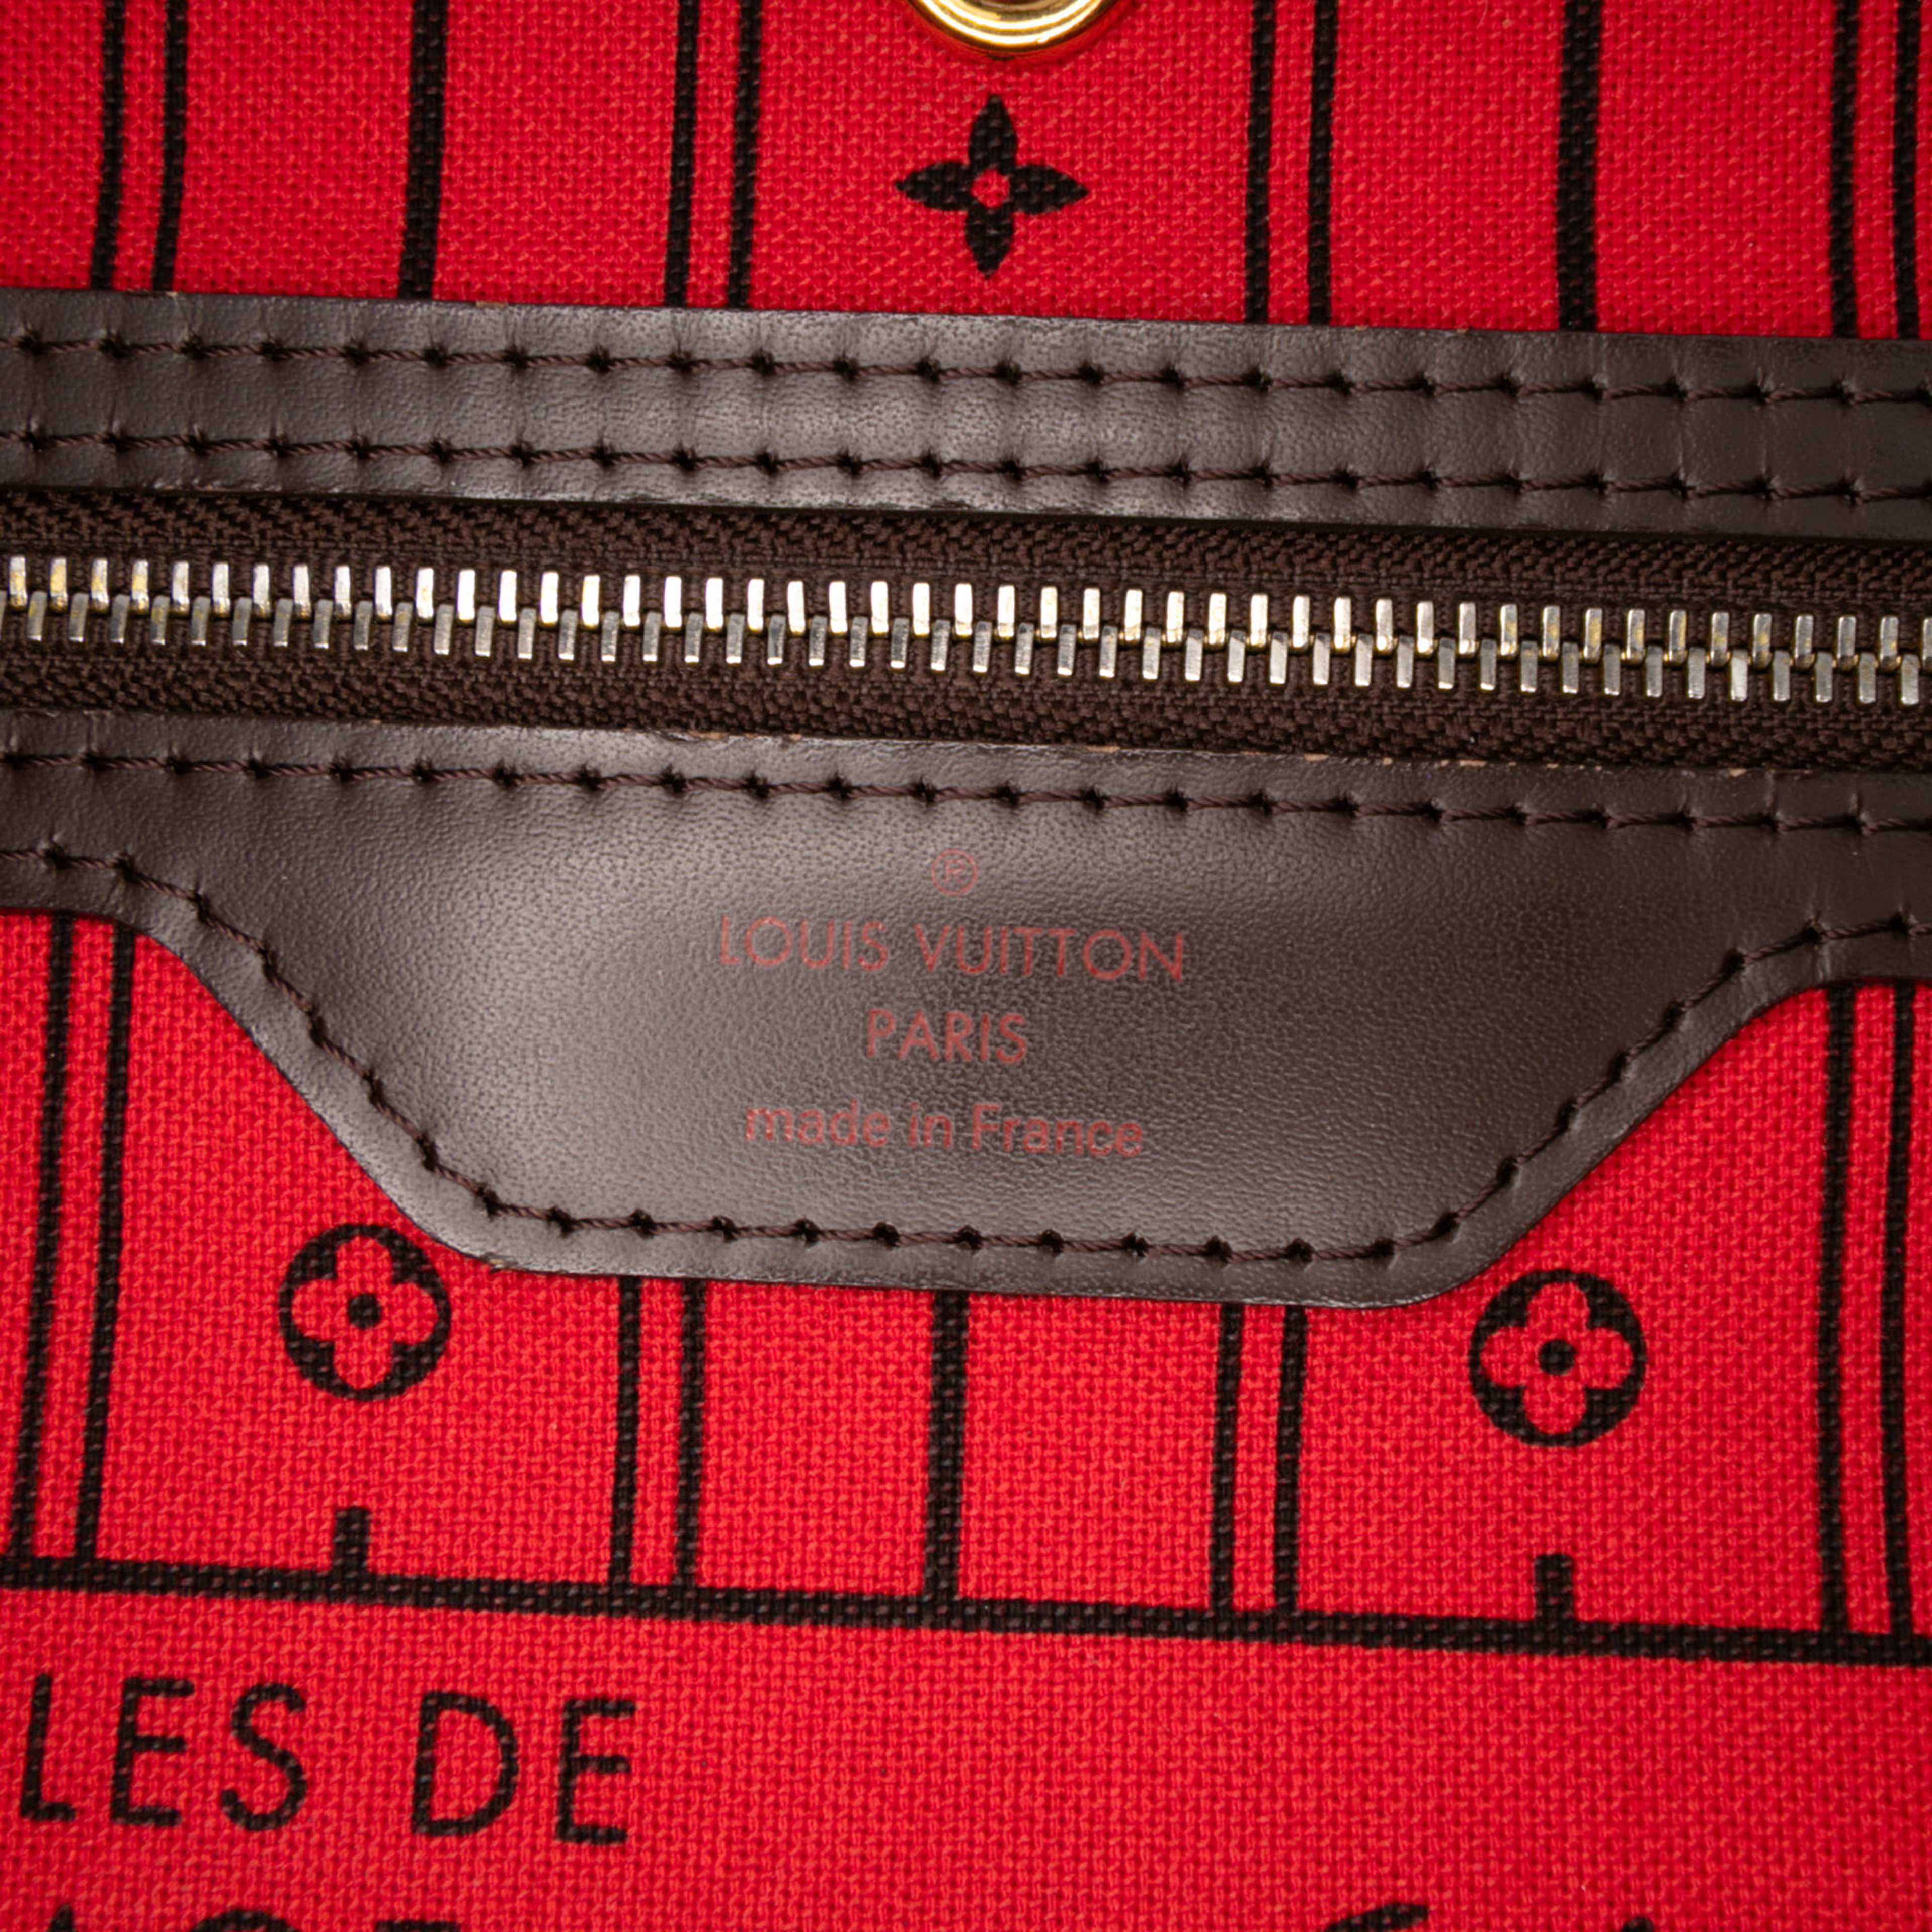 ®
LOUIS VUITTON
PARIS
made in France
LES DE